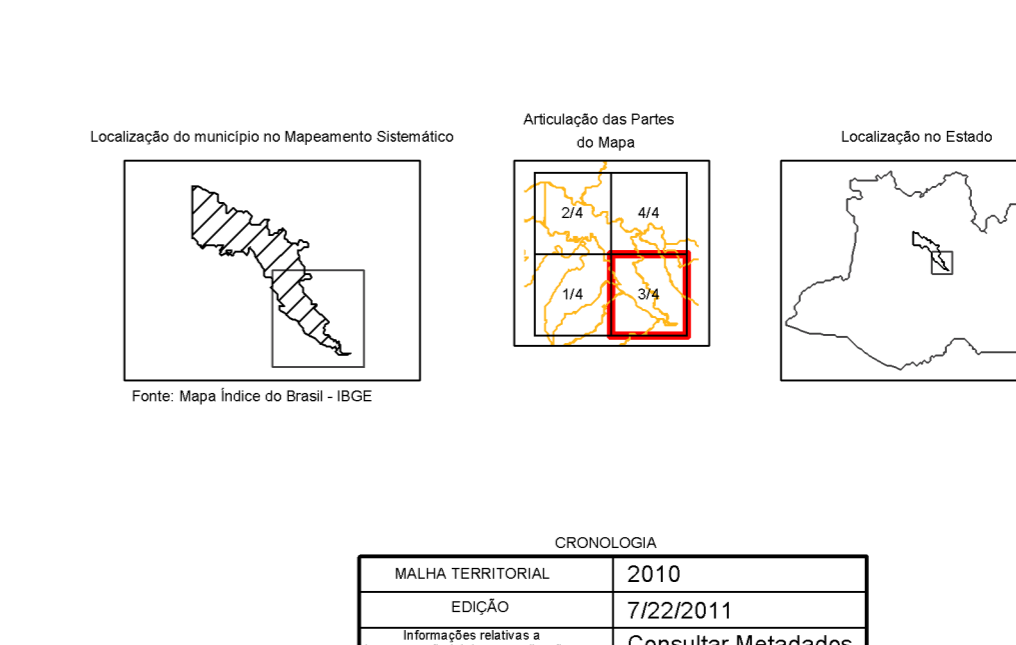 Localização do município no Mapeamento Sistemático
Articulação das Partes
do Mapa
Localização no Estado
2/4
4/4
1/4
3/4
Fonte: Mapa Índice do Brasil - IBGE
CRONOLOGIA
MALHA TERRITORIAL
2010
EDIÇÃO
7/22/2011
Informações relativas a
Consultar Metadados